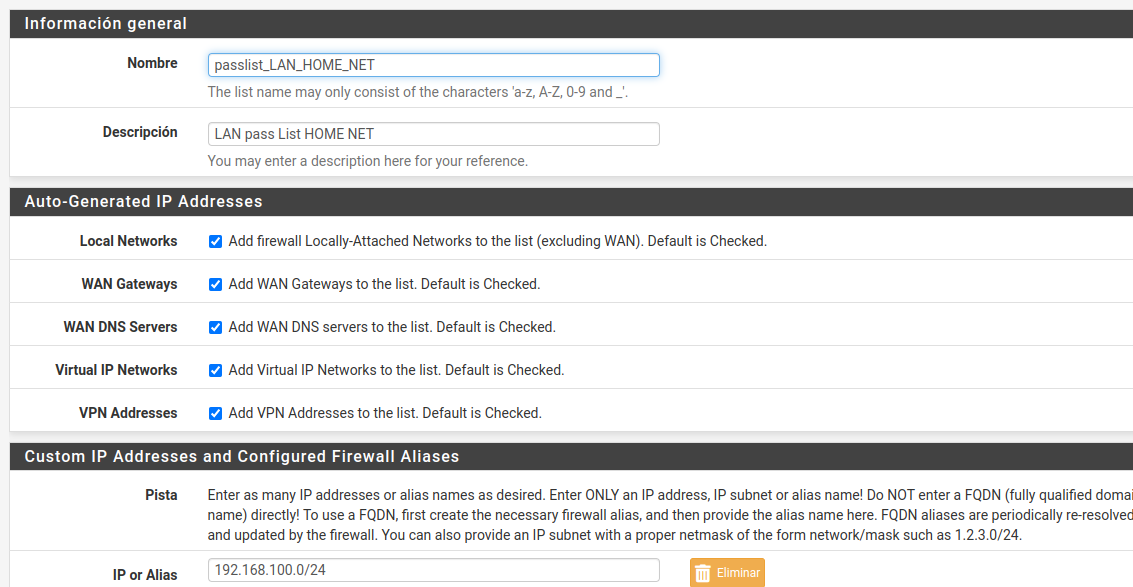 Información general
Nombre
passlist_LAN_HOME_NET
The list name may only consist of the characters 'a-z, A-Z, 0-9 and _'.
Descripción
LAN pass List HOME NET
You may enter a description here for your reference.
Auto-Generated IP Addresses
Local Networks Add firewall Locally-Attached Networks to the list (excluding WAN). Default is Checked.
WAN Gateways Add WAN Gateways to the list. Default is Checked.
WAN DNS Servers Add WAN DNS servers to the list. Default is Checked.
Virtual IP Networks Add Virtual IP Networks to the list. Default is Checked.
VPN Addresses Add VPN Addresses to the list. Default is Checked.
Custom IP Addresses and Configured Firewall Aliases
Pista Enter as many IP addresses or alias names as desired. Enter ONLY an IP address, IP subnet or alias name! Do NOT enter a FQDN (fully qualified domai
name) directly! To use a FQDN, first create the necessary firewall alias, and then provide the alias name here. FQDN aliases are periodically re-resolved
and updated by the firewall. You can also provide an IP subnet with a proper netmask of the form network/mask such as 1.2.3.0/24.
IP or Alias 192.168.100.0/24 Eliminar